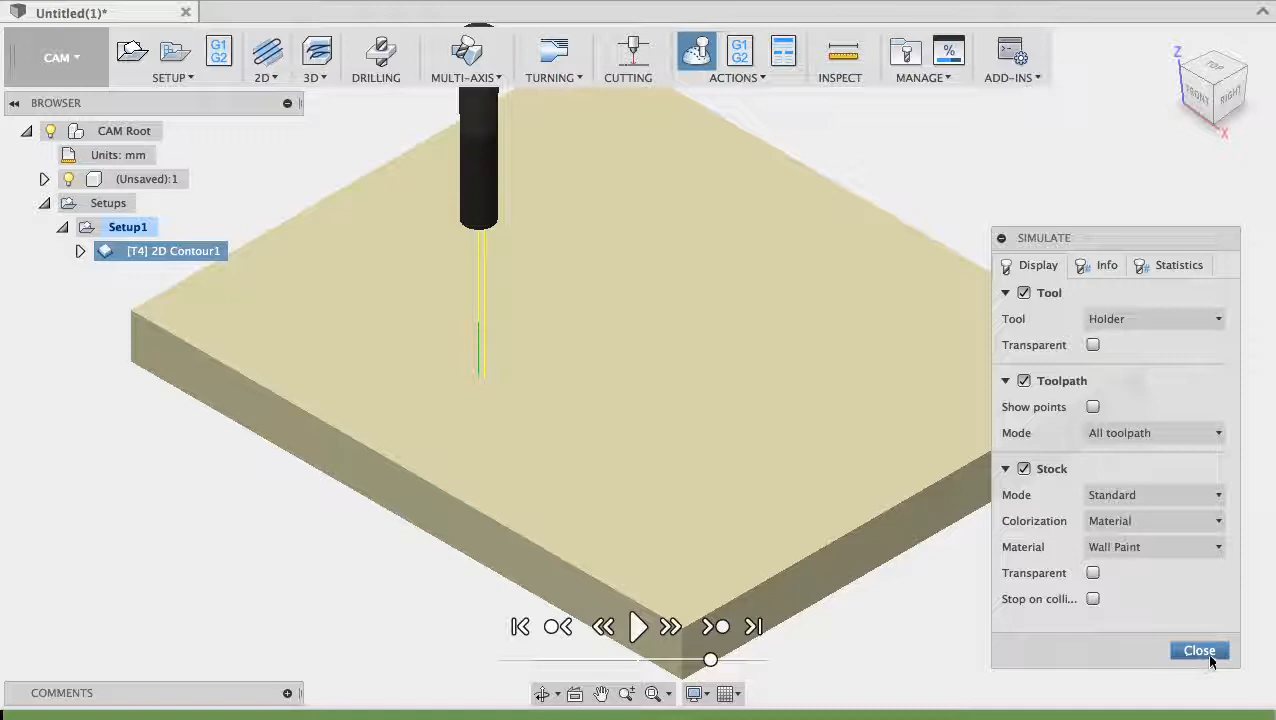 Untitled(1)*
CAM
G1
G2
G1
G2
%
SETUP
2D
3D
DRILLING
MULTI-AXIS
TURNING
CUTTING
ACTIONS
INSPECT
MANAGE
ADD-INS
BROWSER
CAM Root
Units: mm
(Unsaved):1
Setups
Setup1
[T4] 2D Contour1
Z
TOP
FRONT
RIGHT
X
SIMULATE
Display
Info
Statistics
Tool
Tool Holder
Transparent
Toolpath
Show points
Mode All toolpath
Stock
Mode Standard
Colorization Material
Material Wall Paint
Transparent
Stop on colli...
Close
COMMENTS